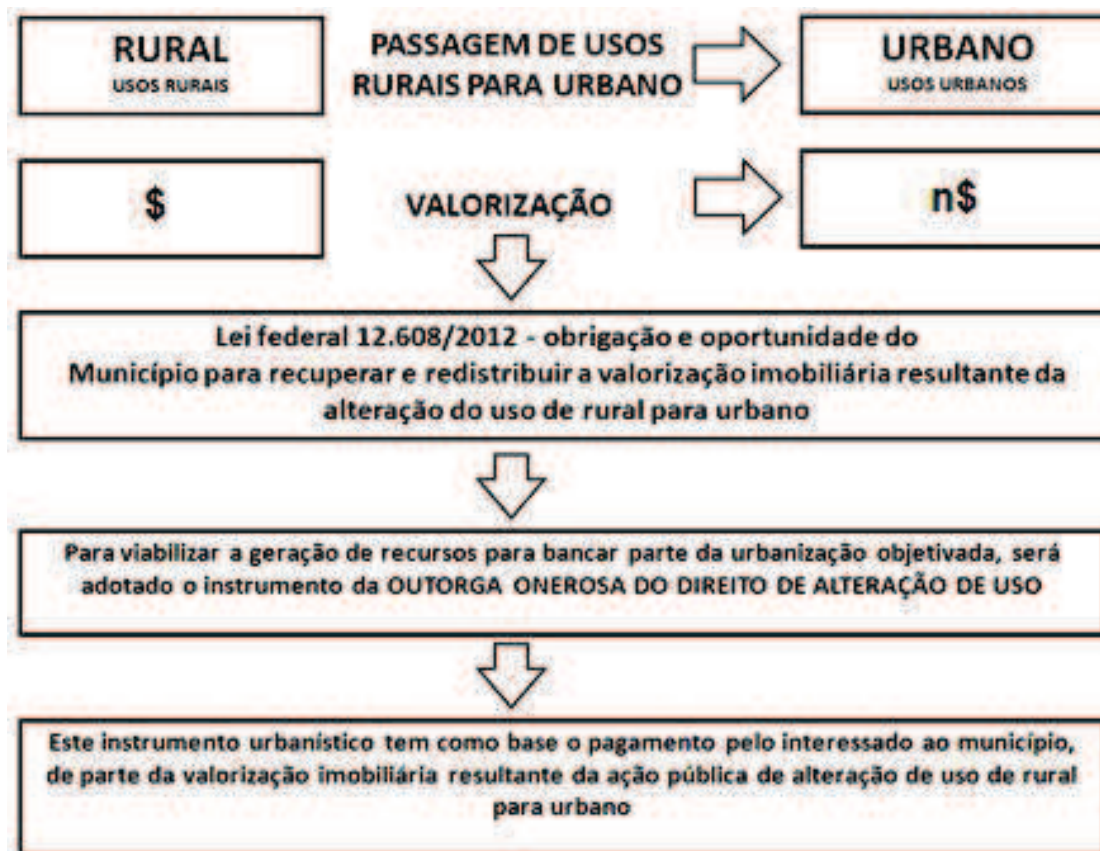 RURAL
USOS RURAIS
PASSAGEM DE USOS
RURAIS PARA URBANO
URBANO
USOS URBANOS
$
VALORIZAÇÃO
n$
Lei federal 12.608/2012 - obrigação e oportunidade do
Município para recuperar e redistribuir a valorização imobiliária resultante da
alteração do uso de rural para urbano
Para viabilizar a geração de recursos para bancar parte da urbanização objetivada, será
adotado o instrumento da OUTORGA ONEROSA DO DIREITO DE ALTERAÇÃO DE USO
Este instrumento urbanístico tem como base o pagamento pelo interessado ao município,
de parte da valorização imobiliária resultante da ação pública de alteração de uso de rural
para urbano